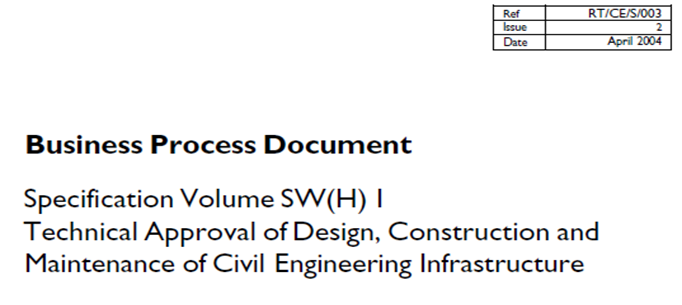 Ref RT/CE/S/003
Issue 2
Date April 2004
Business Process Document
Specification Volume SW(H) 1
Technical Approval of Design, Construction and
Maintenance of Civil Engineering Infrastructure